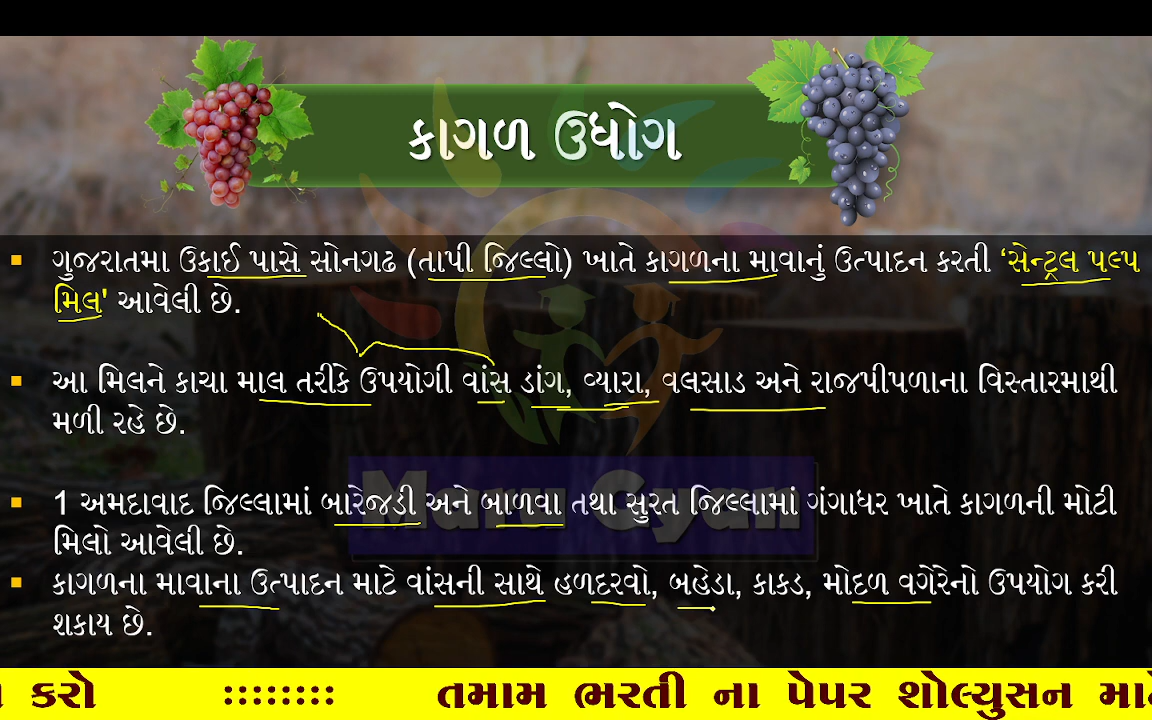 કાગળ ઉધોગ
▪ ગુજરાતમા ઉકાઈ પાસે સોનગઢ (તાપી જિલ્લો) ખાતે કાગળના માવાનું ઉત્પાદન કરતી ‘સેન્ટ્રલ પલ્પ
મિલ' આવેલી છે.
▪ આ મિલને કાચા માલ તરીકે ઉપયોગી વાંસ ડાંગ, વ્યારા, વલસાડ અને રાજપીપળાના વિસ્તારમાથી
મળી રહે છે.
▪ 1 અમદાવાદ જિલ્લામાં બારેજડી અને બાળવા તથા સુરત જિલ્લામાં ગંગાધર ખાતે કાગળની મોટી
મિલો આવેલી છે.
▪ કાગળના માવાના ઉત્પાદન માટે વાંસની સાથે હળદરવો, બહેડા, કાકડ, મોદળ વગેરેનો ઉપયોગ કરી
શકાય છે.
Maru Gyan
કરો :::::::: તમામ ભરતી ના પેપર શોલ્યુસન માટે